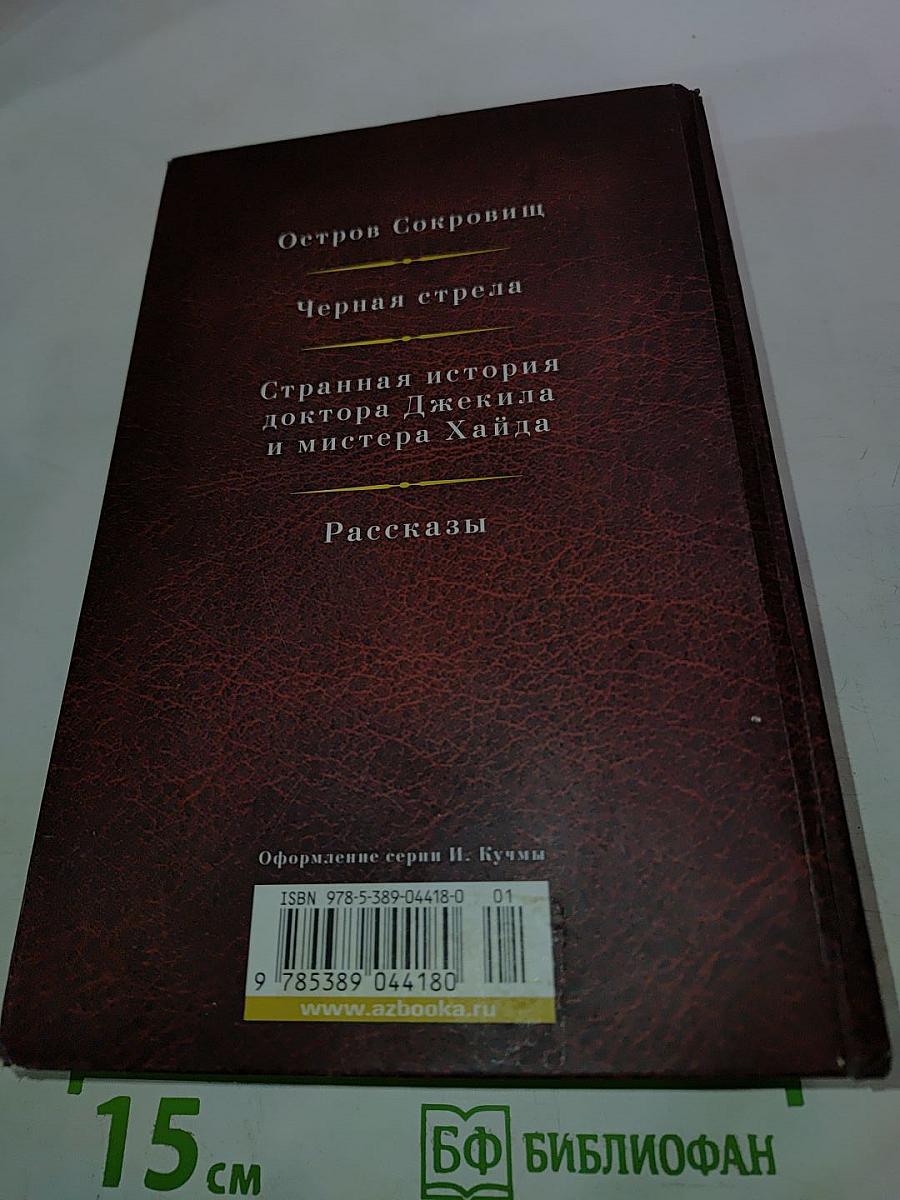 Остров Сокровищ
Черная стрела
Странная история
доктора Джекила
и мистера Хайда
Рассказы
Оформление серии И. Кучмы
ISBN 978-5-389-04418-0 01
9 785389 044180
www.azbooka.ru
15 см
БФ БИБЛИОФАН